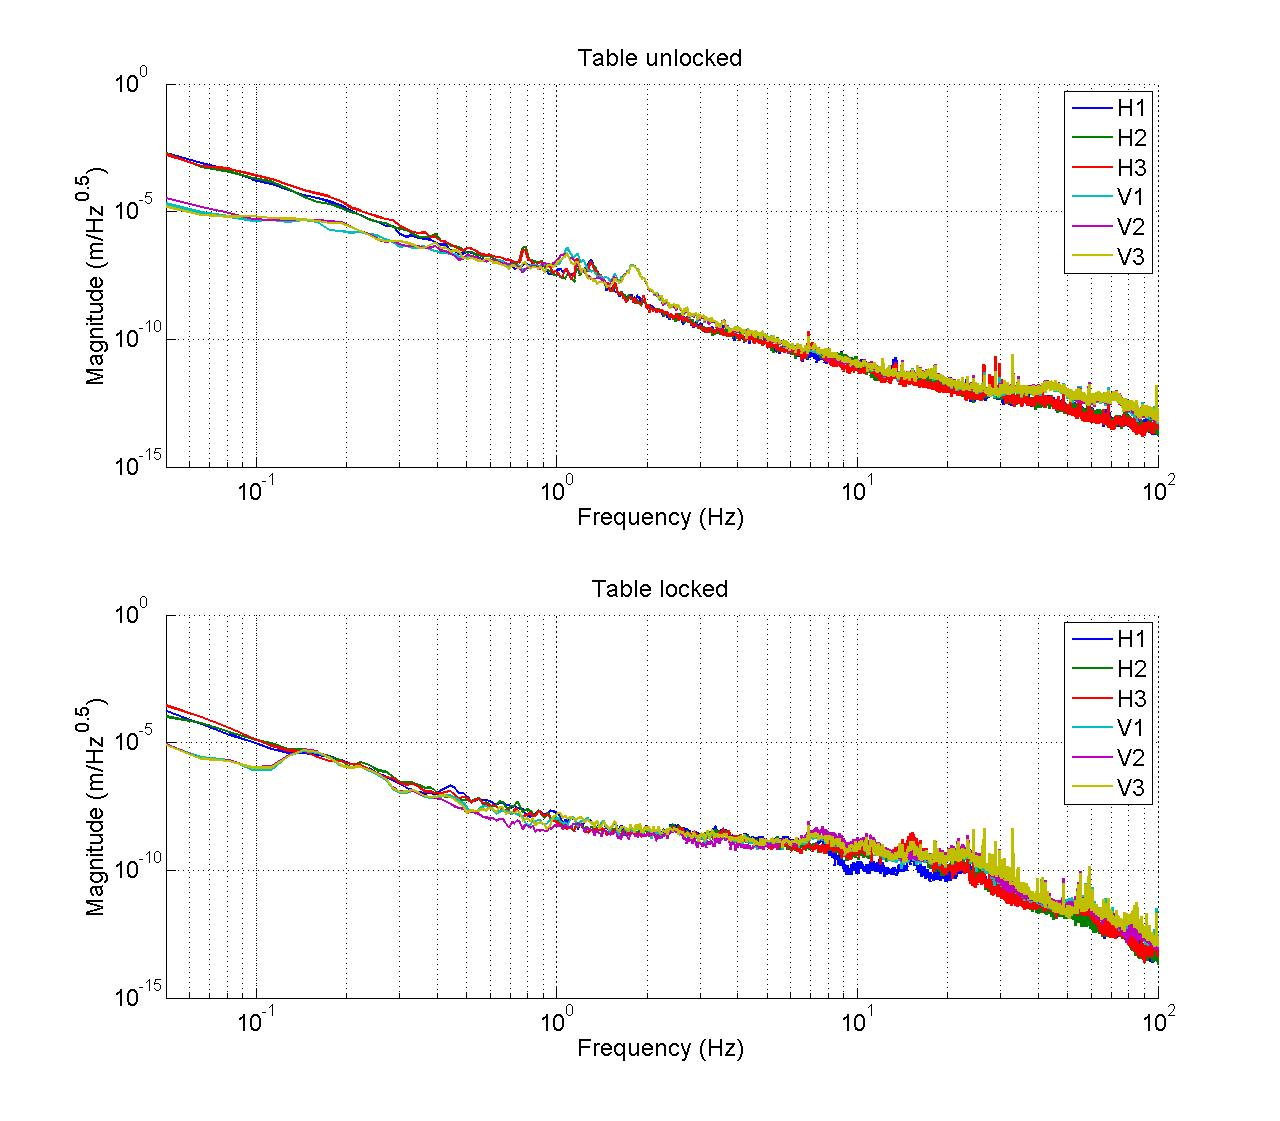 Table unlocked
10^0
10^-5
10^-10
10^-15
Magnitude (m/Hz^0.5)
H1
H2
H3
V1
V2
V3
10^-1
10^0
10^1
10^2
Frequency (Hz)
Table locked
10^0
10^-5
10^-10
10^-15
Magnitude (m/Hz^0.5)
H1
H2
H3
V1
V2
V3
10^-1
10^0
10^1
10^2
Frequency (Hz)